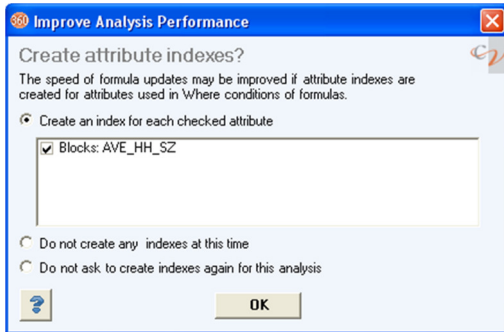 360 Improve Analysis Performance
Create attribute indexes?
CV
The speed of formula updates may be improved if attribute indexes are
created for attributes used in Where conditions of formulas.
Create an index for each checked attribute
Blocks: AVE_HH_SZ
Do not create any indexes at this time
Do not ask to create indexes again for this analysis
?
OK